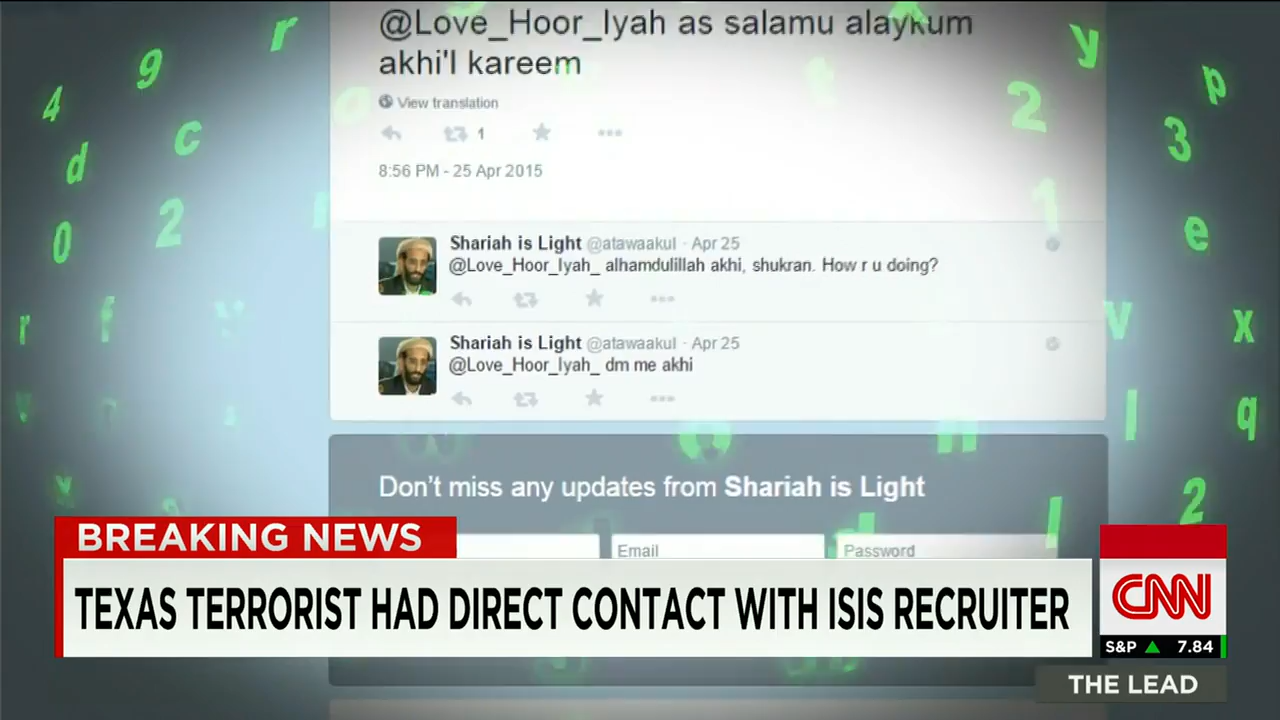 @Love_Hoor_Iyah as salamu alaykum
akhi'l kareem
View translation
1
8:56 PM - 25 Apr 2015
Shariah is Light @atawaakul · Apr 25
@Love_Hoor_Iyah_ alhamdulillah akhi, shukran. How r u doing?
Shariah is Light @atawaakul · Apr 25
@Love_Hoor_Iyah_ dm me akhi
Don't miss any updates from Shariah is Light
Email
Password
BREAKING NEWS
TEXAS TERRORIST HAD DIRECT CONTACT WITH ISIS RECRUITER
CNN
S&P ▲ 7.84
THE LEAD